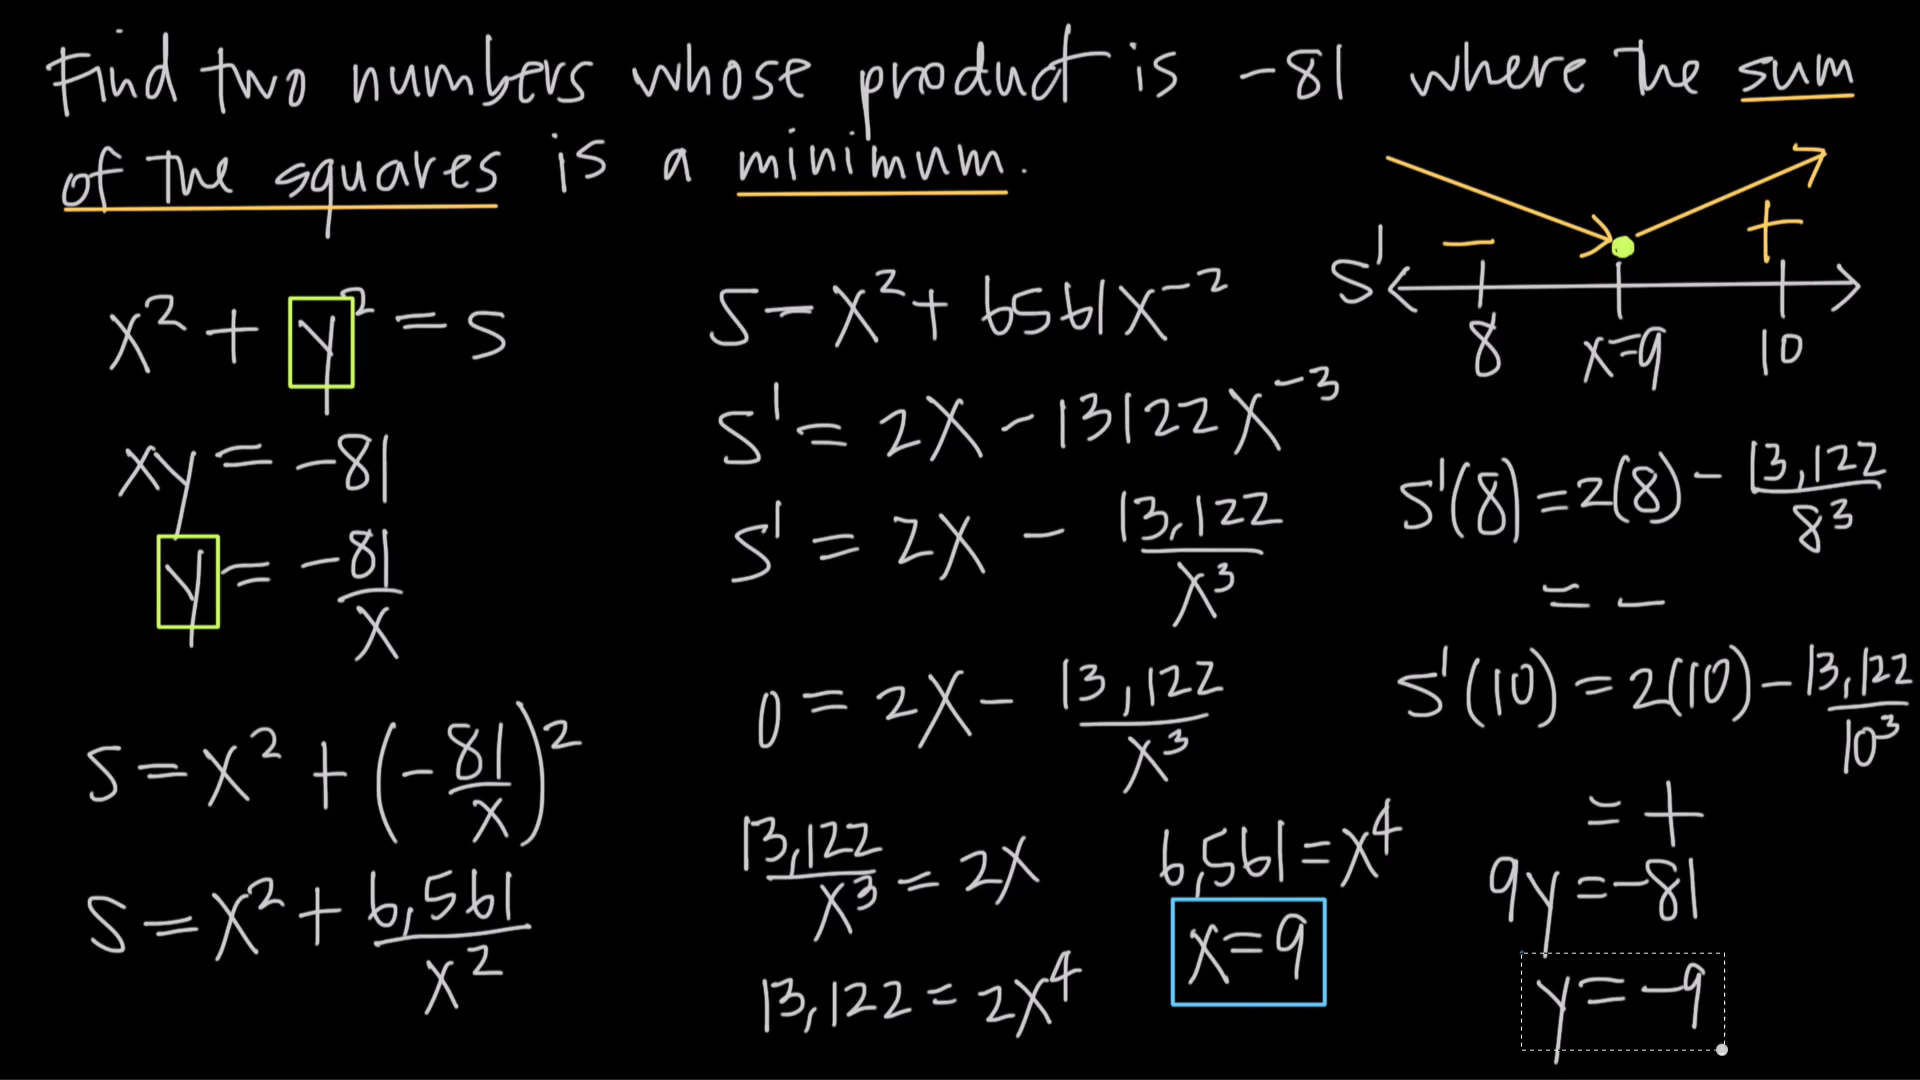 Find two numbers whose product is -81 where the sum
of the squares is a minimum.
x² + y² = S
xy = -81
y = -81/x
S = x² + (-81/x)²
S = x² + 6,561/x²
S = x² + 6561x⁻²
S' = 2x - 13122x⁻³
S' = 2x - 13,122/x³
0 = 2x - 13,122/x³
13,122/x³ = 2x
13,122 = 2x⁴
6,561 = x⁴
x = 9
- +
S'
8 x=9 10
S'(8) = 2(8) - 13,122/8³
= -
S'(10) = 2(10) - 13,122/10³
= +
9y = -81
y = -9